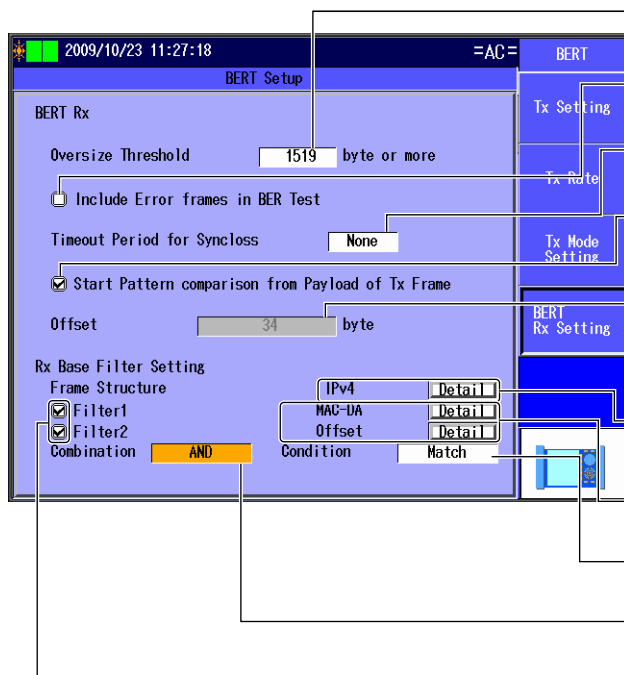 2009/10/23 11:27:18 =AC= BERT
BERT Setup
BERT Rx
Tx Setting
Oversize Threshold 1519 byte or more
Include Error frames in BER Test
Tx Rate
Timeout Period for Syncloss None
Tx Mode
Setting
Start Pattern comparison from Payload of Tx Frame
Offset 34 byte
BERT
Rx Setting
Rx Base Filter Setting
Frame Structure IPv4 Detail
Filter1 MAC-DA Detail
Filter2 Offset Detail
Combination AND Condition Match